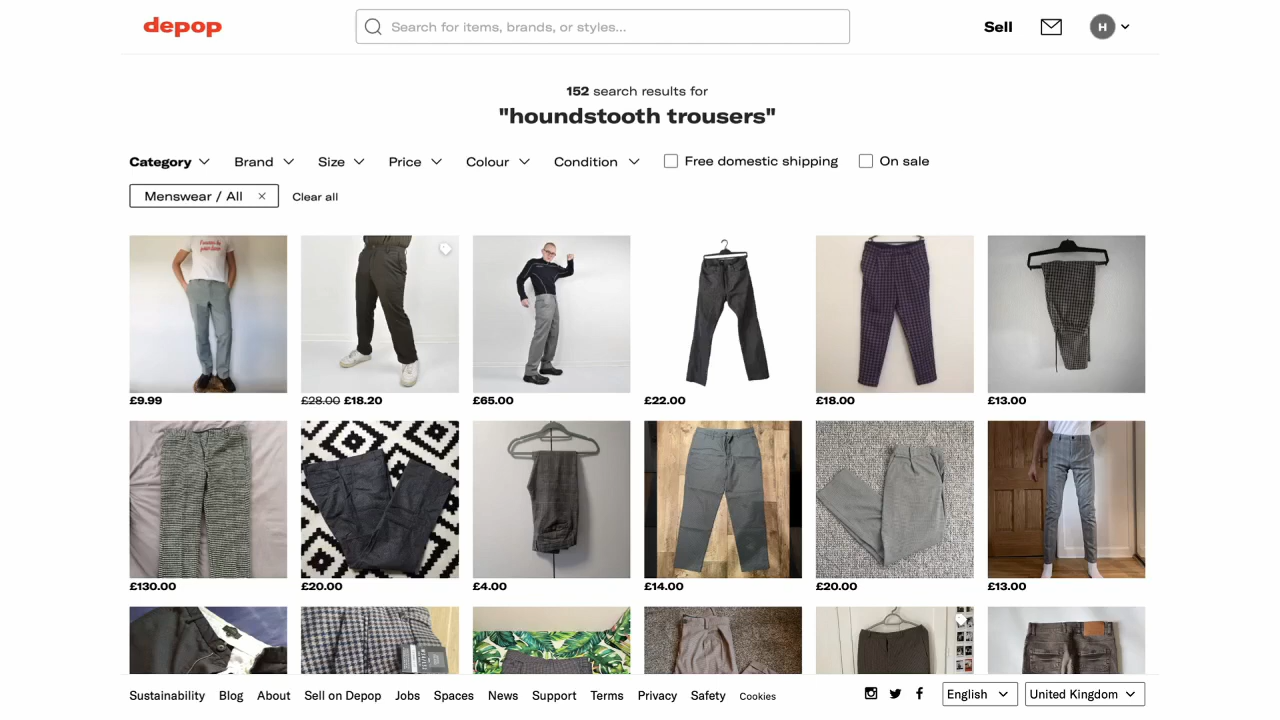 depop
Search for items, brands, or styles...
Sell
H
152 search results for
"houndstooth trousers"
Category
Brand
Size
Price
Colour
Condition
Free domestic shipping
On sale
Menswear / All
Clear all
£9.99
£28.00 £18.20
£65.00
£22.00
£18.00
£13.00
£130.00
£20.00
£4.00
£14.00
£20.00
£13.00
Sustainability
Blog
About
Sell on Depop
Jobs
Spaces
News
Support
Terms
Privacy
Safety
Cookies
English
United Kingdom